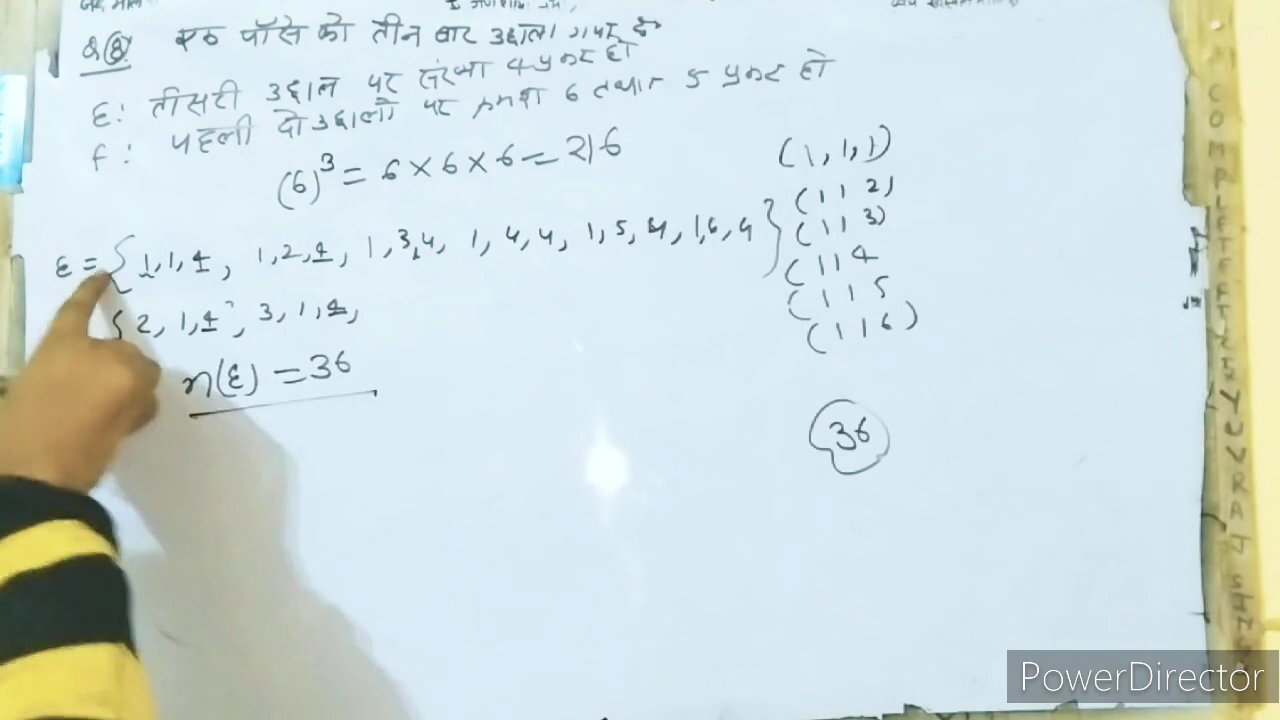 Q 8 एक पाँसे को तीन बार उछाला गया है
E: तीसरी उछाल पर संख्या 4 प्रकट हो
F: पहली दो उछालों पर क्रमश 6 तथा 5 प्रकट हो
(6)³ = 6 × 6 × 6 = 216
(1, 1, 1)
(1 1 2)
(1 1 3)
(1 1 4
(1 1 5
(1 1 6)
E = { 1, 1, 4, 1, 2, 4, 1, 3, 4, 1, 4, 4, 1, 5, 4, 1, 6, 4 }
{ 2, 1, 4, 3, 1, 4,
n(E) = 36
36
PowerDirector